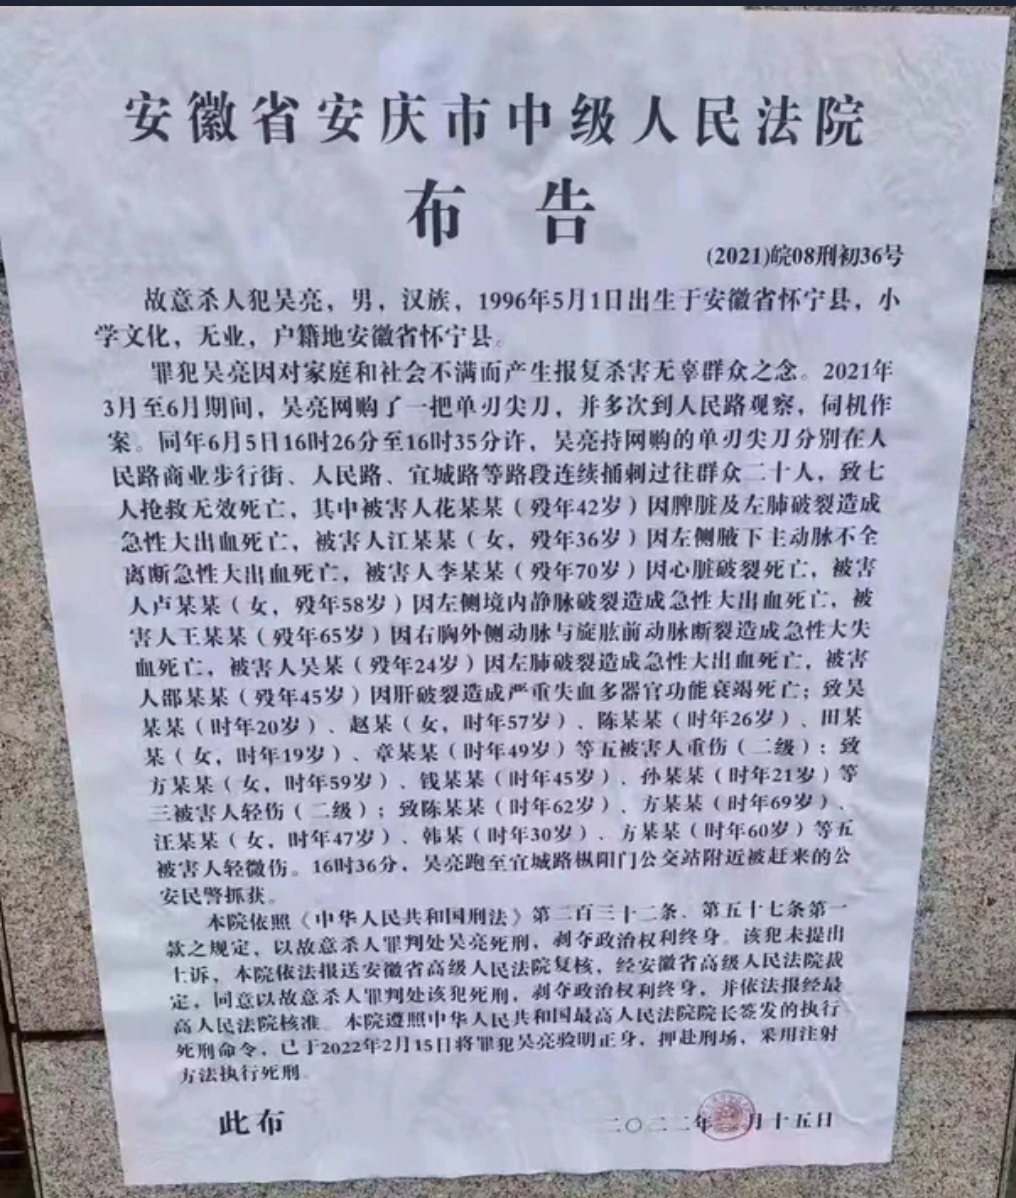 安徽省安庆市中级人民法院
布告
(2021)皖08刑初36号
故意杀人犯吴亮，男，汉族，1996年5月1日出生于安徽省怀宁县，小
学文化，无业，户籍地安徽省怀宁县。
罪犯吴亮因对家庭和社会不满而产生报复杀害无辜群众之念。2021年
3月至6月期间，吴亮网购了一把单刃尖刀，并多次到人民路观察，伺机作
案。同年6月5日16时26分至16时35分许，吴亮持网购的单刃尖刀分别在人
民路商业步行街、人民路、宜城路等路段连续捅刺过往群众二十人，致七
人抢救无效死亡，其中被害人花某某（殁年42岁）因脾脏及左肺破裂造成
急性大出血死亡，被害人江某某（女，殁年36岁）因左侧腋下主动脉不全
离断急性大出血死亡，被害人李某某（殁年70岁）因心脏破裂死亡，被害
人卢某某（女，殁年58岁）因左侧境内静脉破裂造成急性大出血死亡，被
害人王某某（殁年65岁）因右胸外侧动脉与旋肱前动脉断裂造成急性大失
血死亡，被害人吴某（殁年24岁）因左肺破裂造成急性大出血死亡，被害
人邵某某（殁年45岁）因肝破裂造成严重失血多器官功能衰竭死亡；致吴
某某（时年20岁）、赵某（女，时年57岁）、陈某某（时年26岁）、田某
某（女，时年19岁）、章某某（时年49岁）等五被害人重伤（二级）；致
方某某（女，时年59岁）、钱某某（时年45岁）、孙某某（时年21岁）等
三被害人轻伤（二级）；致陈某某（时年62岁）、方某某（时年69岁）、
汪某某（女，时年47岁）、韩某（时年30岁）、方某某（时年60岁）等五
被害人轻微伤。16时36分，吴亮跑至宜城路枞阳门公交站附近被赶来的公
安民警抓获。
本院依照《中华人民共和国刑法》第二百三十二条、第五十七条第一
款之规定，以故意杀人罪判处吴亮死刑，剥夺政治权利终身。该犯未提出
上诉，本院依法报送安徽省高级人民法院复核，经安徽省高级人民法院裁
定，同意以故意杀人罪判处该犯死刑，剥夺政治权利终身，并依法报经最
高人民法院核准。本院遵照中华人民共和国最高人民法院院长签发的执行
死刑命令，已于2022年2月15日将罪犯吴亮验明正身，押赴刑场，采用注射
方法执行死刑。
此布
二〇二二年 月十五日